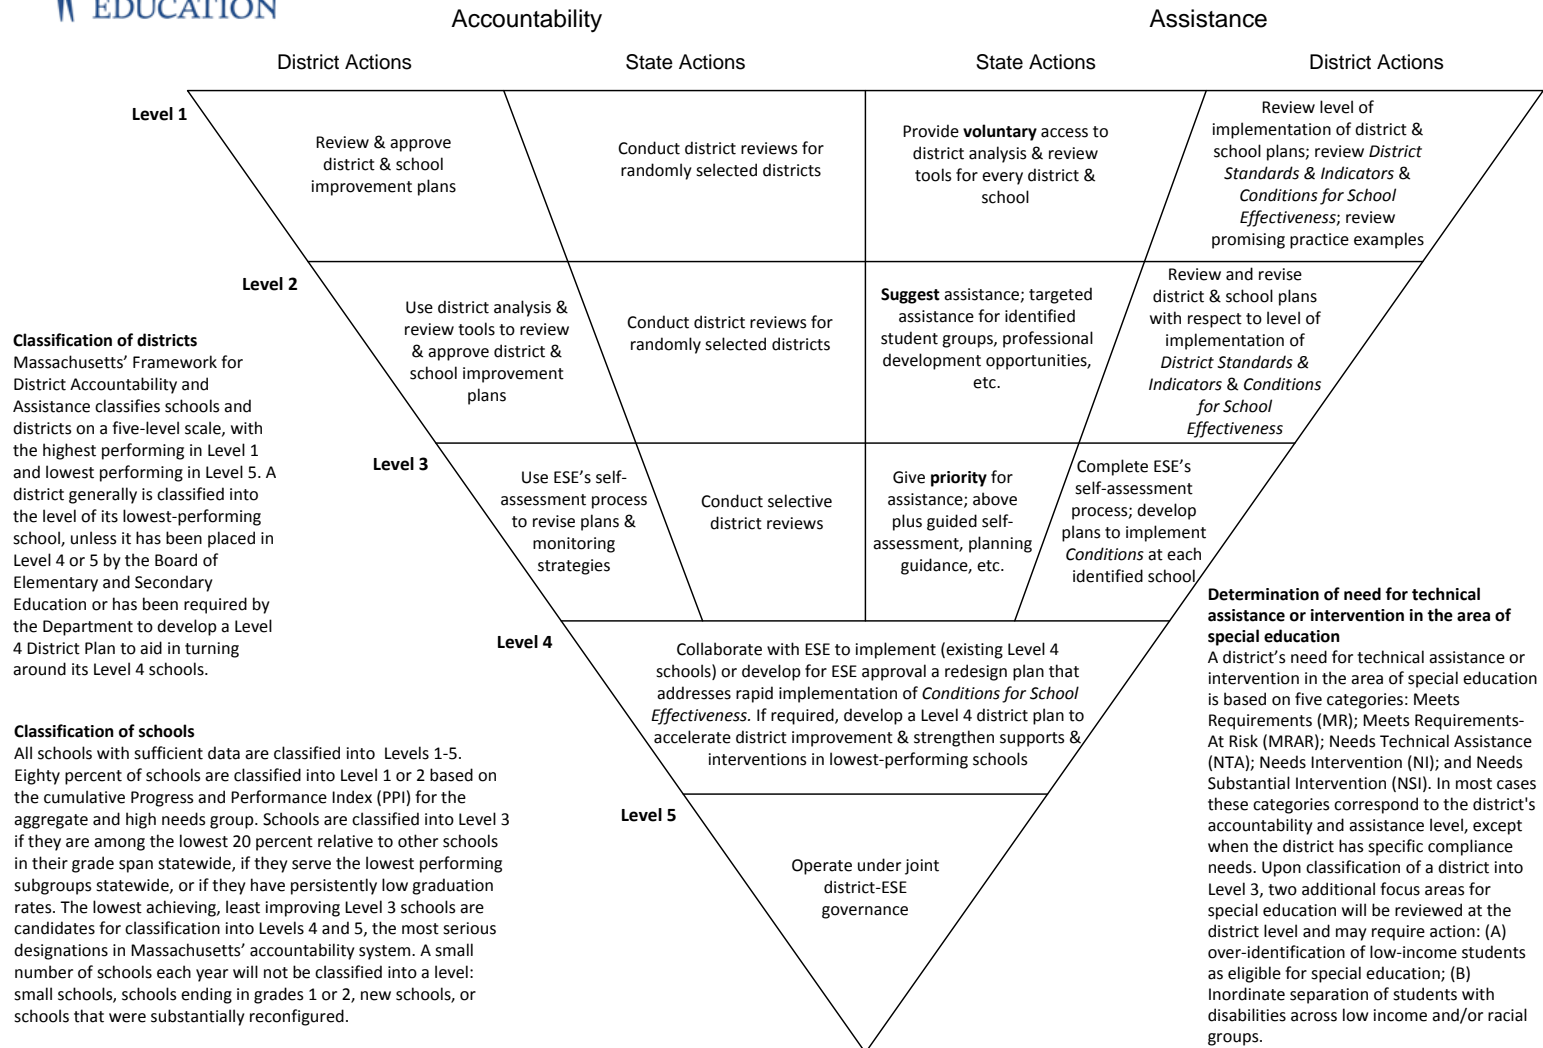 EDUCATION
Accountability
Assistance
District Actions
State Actions
State Actions
District Actions
Level 1
Review & approve
district & school
improvement plans
Conduct district reviews for
randomly selected districts
Provide voluntary access to
district analysis & review
tools for every district &
school
Review level of
implementation of district &
school plans; review District
Standards & Indicators &
Conditions for School
Effectiveness; review
promising practice examples
Level 2
Use district analysis &
review tools to review
& approve district &
school improvement
plans
Conduct district reviews for
randomly selected districts
Suggest assistance; targeted
assistance for identified
student groups, professional
development opportunities,
etc.
Review and revise
district & school plans
with respect to level of
implementation of
District Standards &
Indicators & Conditions
for School
Effectiveness
Level 3
Use ESE’s self-
assessment process
to revise plans &
monitoring
strategies
Conduct selective
district reviews
Give priority for
assistance; above
plus guided self-
assessment, planning
guidance, etc.
Complete ESE’s
self-assessment
process; develop
plans to implement
Conditions at each
identified school
Level 4
Collaborate with ESE to implement (existing Level 4
schools) or develop for ESE approval a redesign plan that
addresses rapid implementation of Conditions for School
Effectiveness. If required, develop a Level 4 district plan to
accelerate district improvement & strengthen supports &
interventions in lowest-performing schools
Level 5
Operate under joint
district-ESE
governance
Classification of districts
Massachusetts’ Framework for
District Accountability and
Assistance classifies schools and
districts on a five-level scale, with
the highest performing in Level 1
and lowest performing in Level 5. A
district generally is classified into
the level of its lowest-performing
school, unless it has been placed in
Level 4 or 5 by the Board of
Elementary and Secondary
Education or has been required by
the Department to develop a Level
4 District Plan to aid in turning
around its Level 4 schools.
Classification of schools
All schools with sufficient data are classified into Levels 1-5.
Eighty percent of schools are classified into Level 1 or 2 based on
the cumulative Progress and Performance Index (PPI) for the
aggregate and high needs group. Schools are classified into Level 3
if they are among the lowest 20 percent relative to other schools
in their grade span statewide, if they serve the lowest performing
subgroups statewide, or if they have persistently low graduation
rates. The lowest achieving, least improving Level 3 schools are
candidates for classification into Levels 4 and 5, the most serious
designations in Massachusetts’ accountability system. A small
number of schools each year will not be classified into a level:
small schools, schools ending in grades 1 or 2, new schools, or
schools that were substantially reconfigured.
Determination of need for technical
assistance or intervention in the area of
special education
A district’s need for technical assistance or
intervention in the area of special education
is based on five categories: Meets
Requirements (MR); Meets Requirements-
At Risk (MRAR); Needs Technical Assistance
(NTA); Needs Intervention (NI); and Needs
Substantial Intervention (NSI). In most cases
these categories correspond to the district's
accountability and assistance level, except
when the district has specific compliance
needs. Upon classification of a district into
Level 3, two additional focus areas for
special education will be reviewed at the
district level and may require action: (A)
over-identification of low-income students
as eligible for special education; (B)
Inordinate separation of students with
disabilities across low income and/or racial
groups.